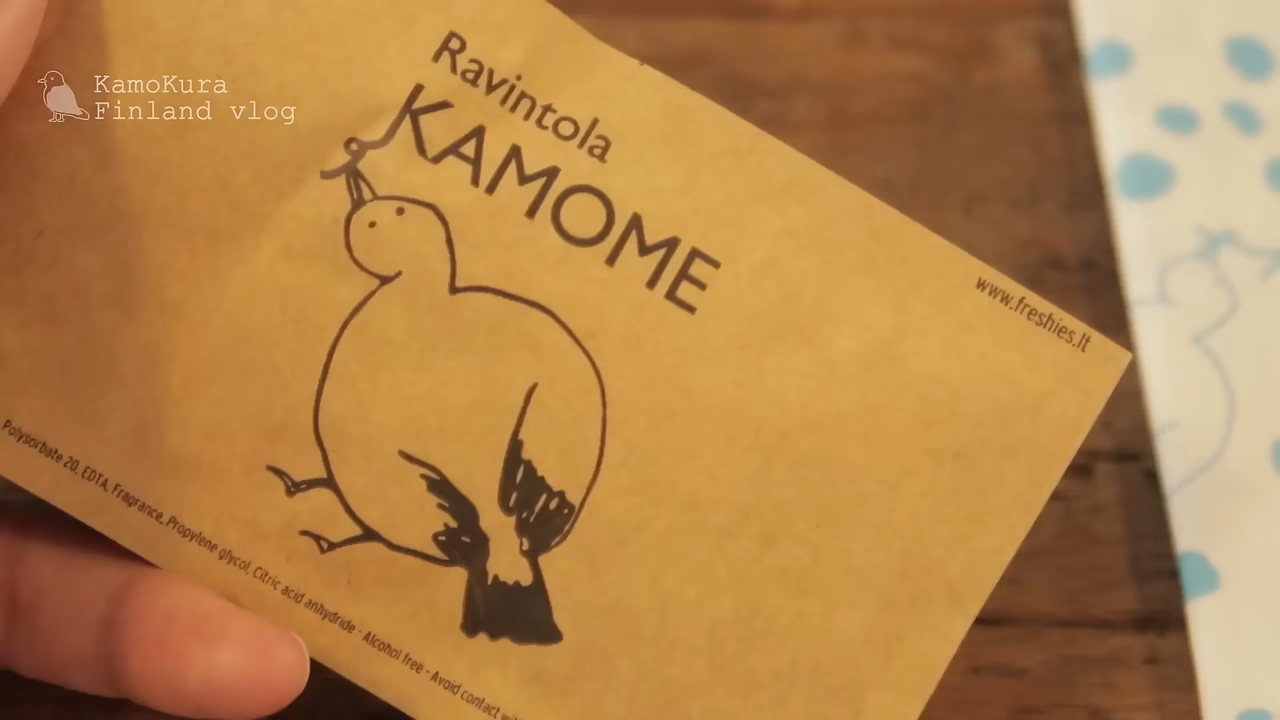 KamoKura
Finland vlog
Ravintola
KAMOME
www.freshies.lt
Polysorbate 20, EDTA, Fragrance, Propylene glycol, Citric acid anhydride - Alcohol free - Avoid contact